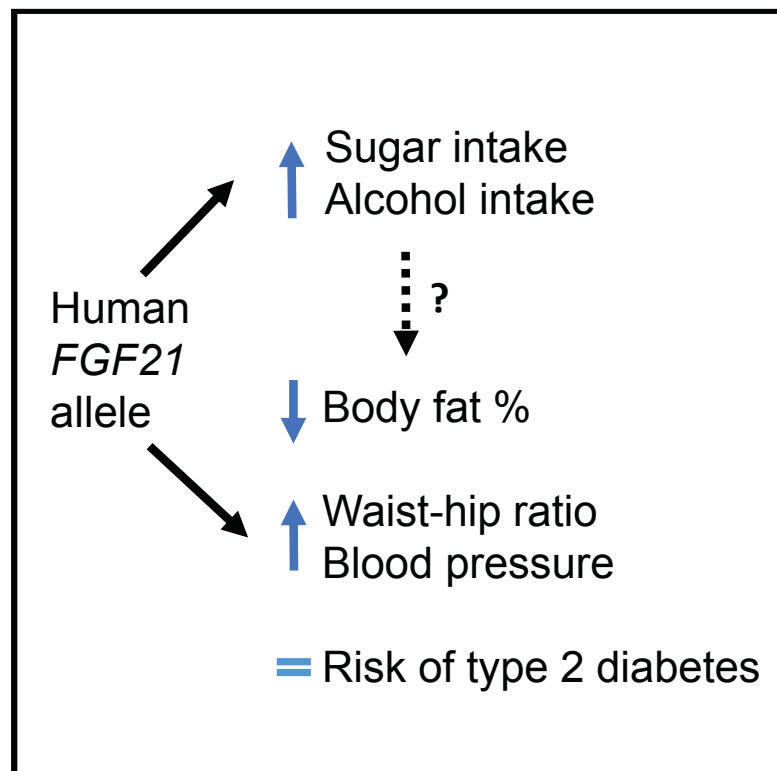 Sugar intake
Alcohol intake
?
Human
FGF21
allele
Body fat %
Waist-hip ratio
Blood pressure
= Risk of type 2 diabetes